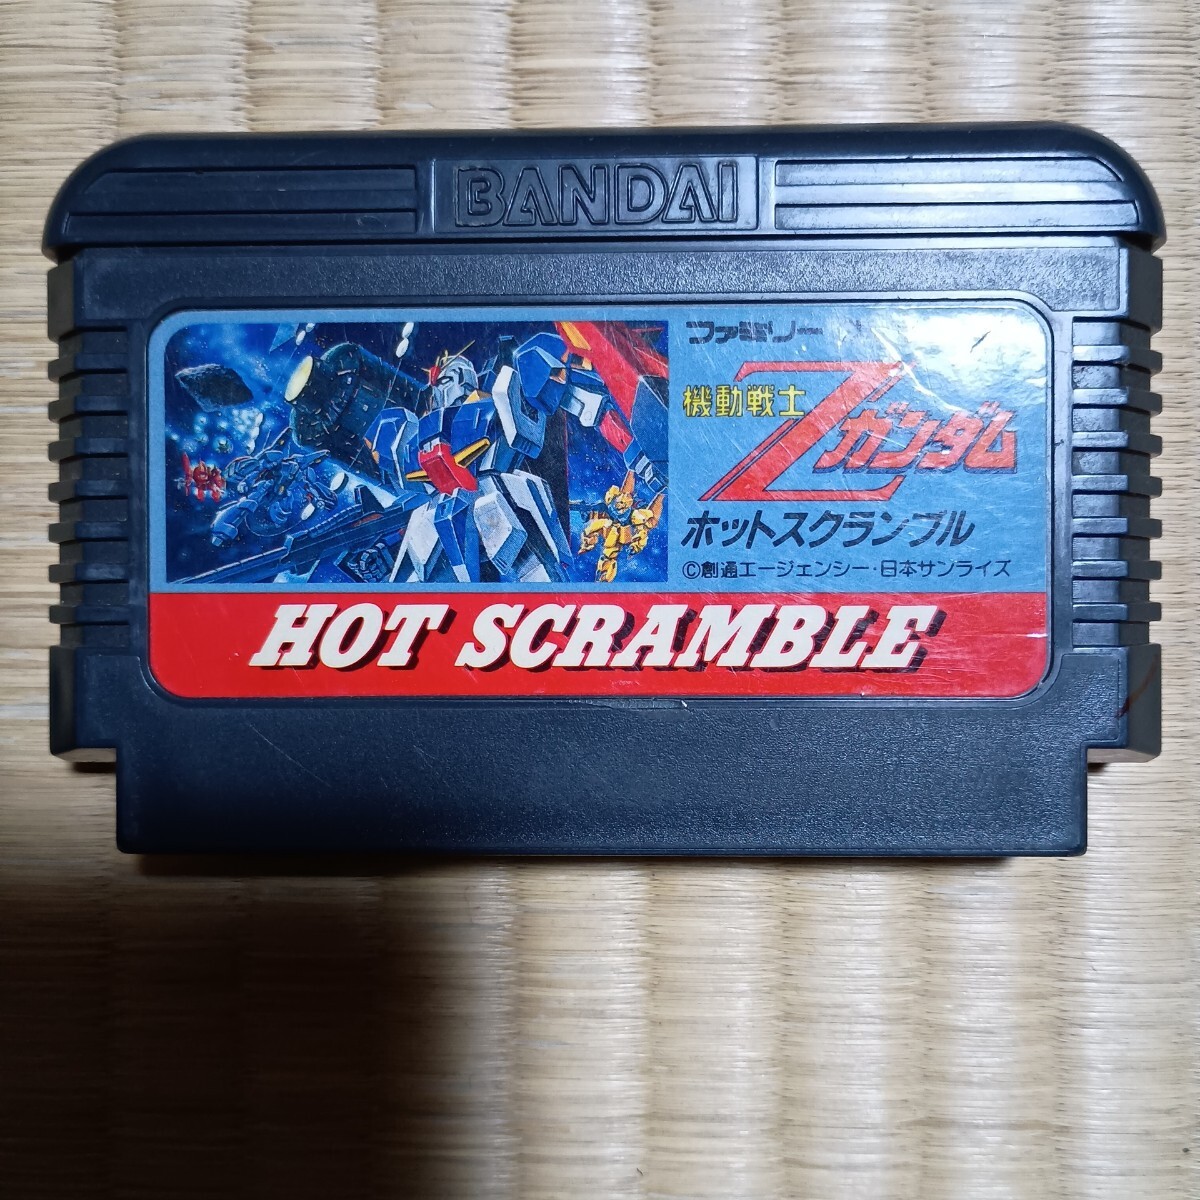 BANDAI
ファミリー
機動戦士
Zガンダム
ホットスクランブル
©創通エージェンシー・日本サンライズ
HOT SCRAMBLE